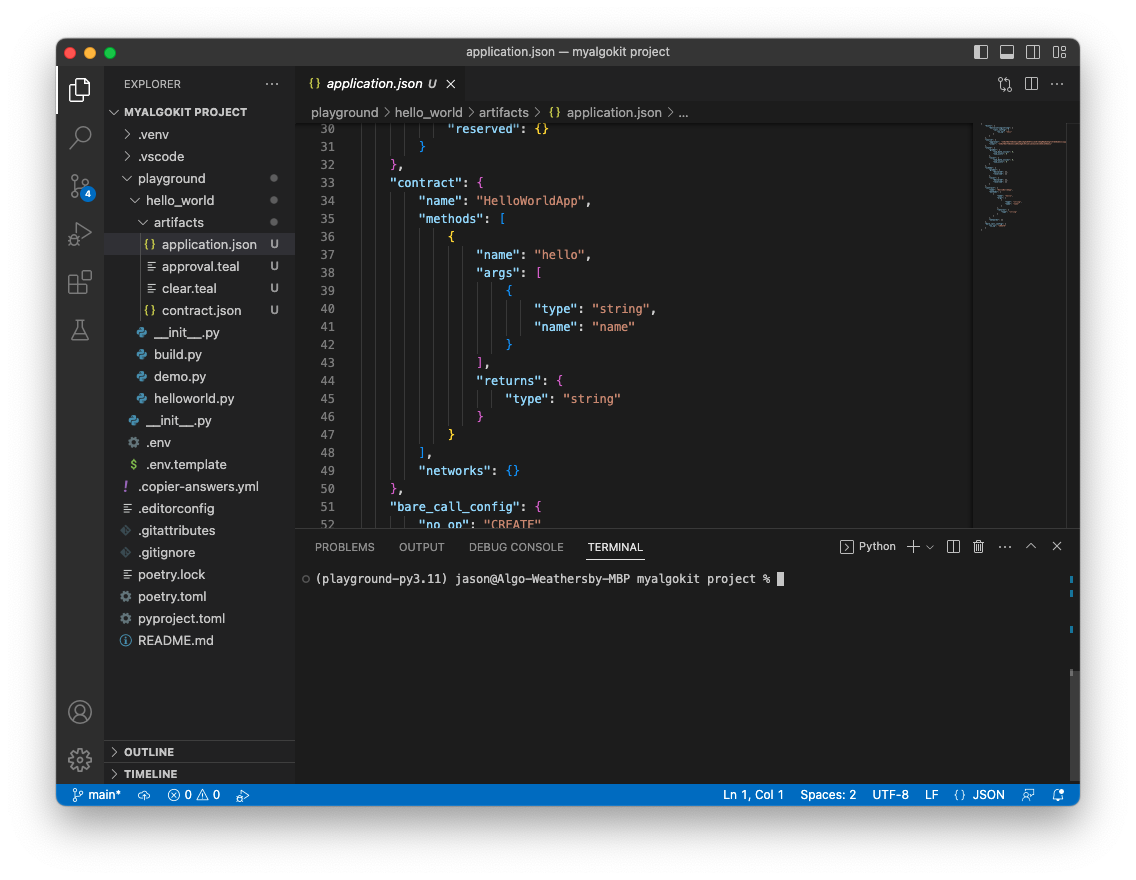 application.json — myalgokit project
EXPLORER
MYALGOKIT PROJECT
.venv
.vscode
playground
hello_world
artifacts
{} application.json U
approval.teal U
clear.teal U
{} contract.json U
__init__.py
build.py
demo.py
helloworld.py
__init__.py
.env
$ .env.template
! .copier-answers.yml
.editorconfig
.gitattributes
.gitignore
poetry.lock
poetry.toml
pyproject.toml
README.md
OUTLINE
TIMELINE
4
{} application.json U
playground > hello_world > artifacts > {} application.json > ...
30 "reserved": {}
31 }
32 },
33 "contract": {
34 "name": "HelloWorldApp",
35 "methods": [
36 {
37 "name": "hello",
38 "args": [
39 {
40 "type": "string",
41 "name": "name"
42 }
43 ],
44 "returns": {
45 "type": "string"
46 }
47 }
48 ],
49 "networks": {}
50 },
51 "bare_call_config": {
52 "no_op": "CREATE"
PROBLEMS OUTPUT DEBUG CONSOLE TERMINAL Python
(playground-py3.11) jason@Algo-Weathersby-MBP myalgokit project %
main* 0 0 Ln 1, Col 1 Spaces: 2 UTF-8 LF {} JSON